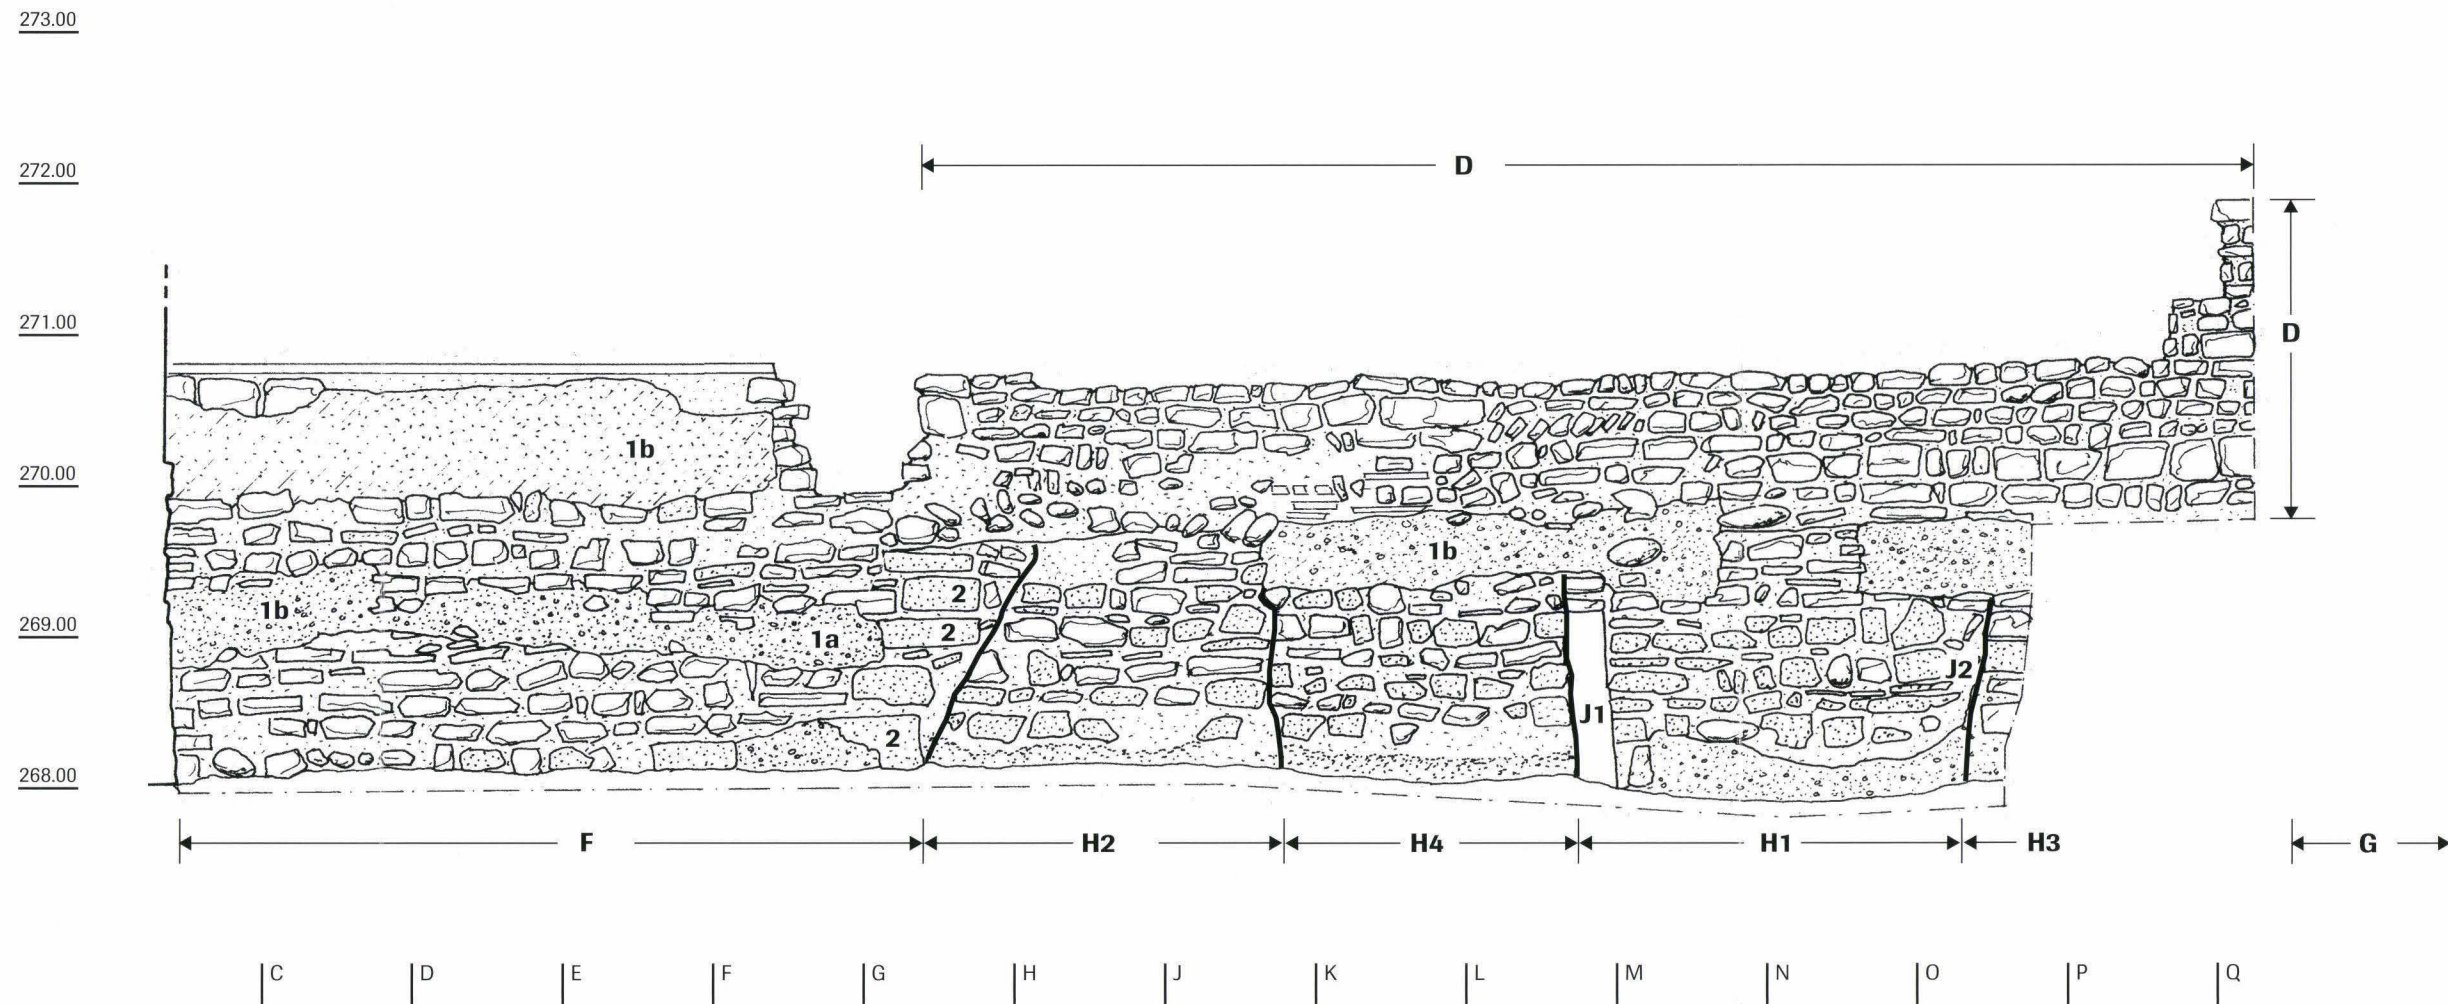 273.00
272.00
D
271.00
D
1b
270.00
1b
2
1b
269.00
1a
2
J2
J1
2
268.00
F
H2
H4
H1
H3
G
C D E F G H J K L M N O P Q